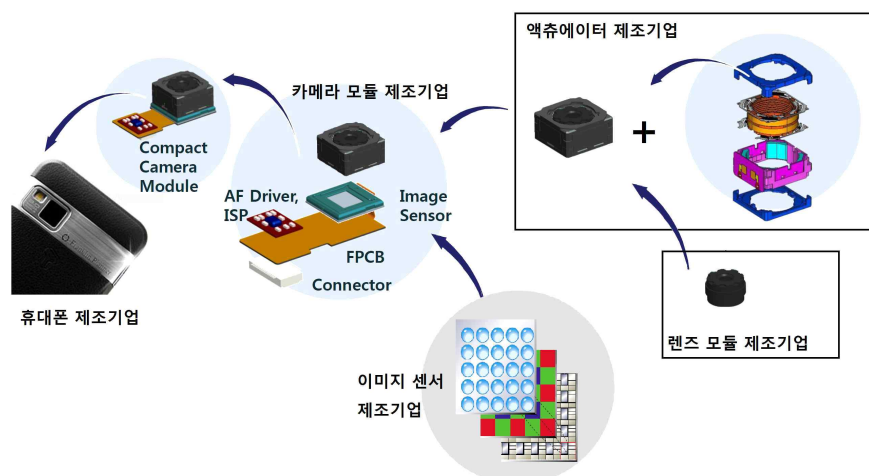 액츄에이터 제조기업
카메라 모듈 제조기업
Compact
Camera
Module
AF Driver,
ISP
Image
Sensor
FPCB
Connector
휴대폰 제조기업
렌즈 모듈 제조기업
이미지 센서
제조기업
+